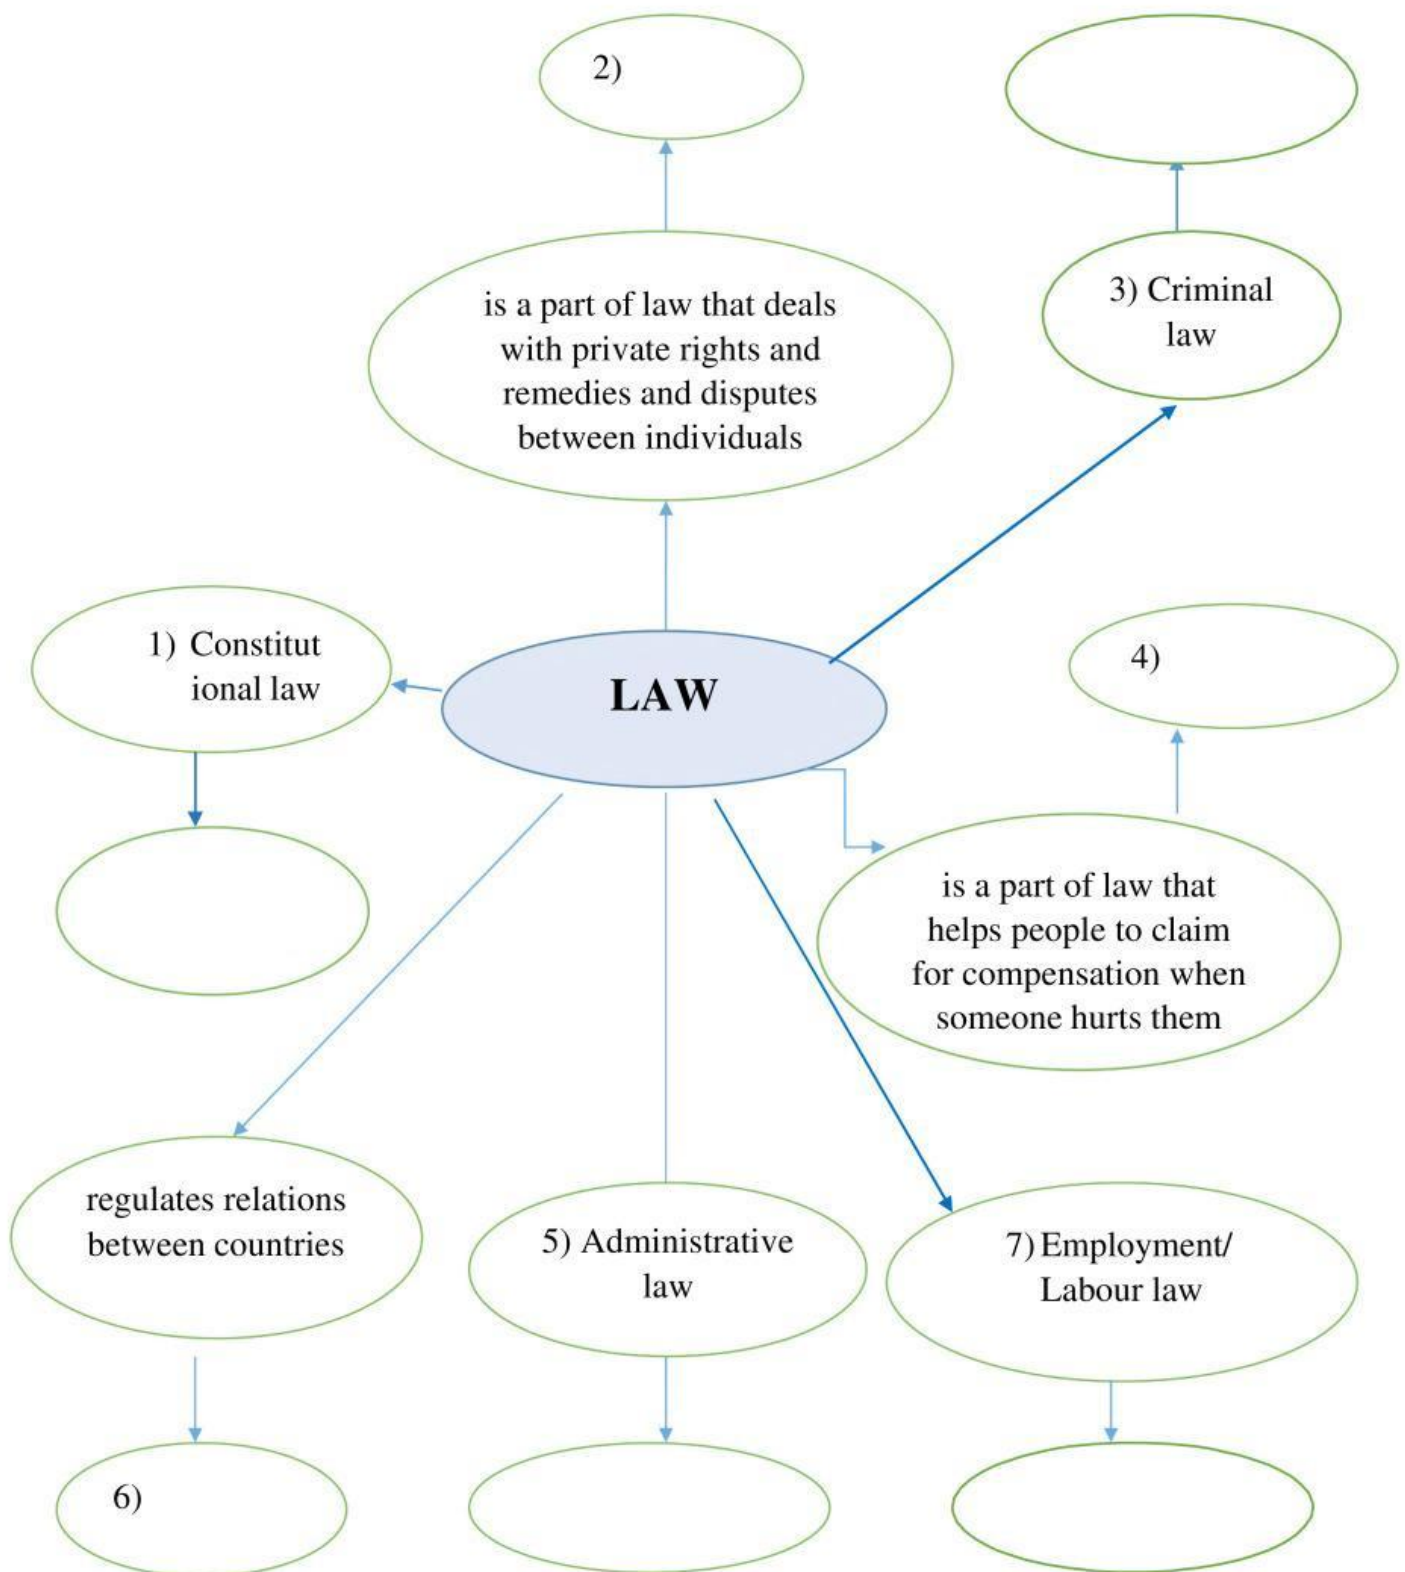 2)
is a part of law that deals
with private rights and
remedies and disputes
between individuals
3) Criminal
law
1) Constitut
ional law
LAW
4)
is a part of law that
helps people to claim
for compensation when
someone hurts them
regulates relations
between countries
5) Administrative
law
7) Employment/
Labour law
6)